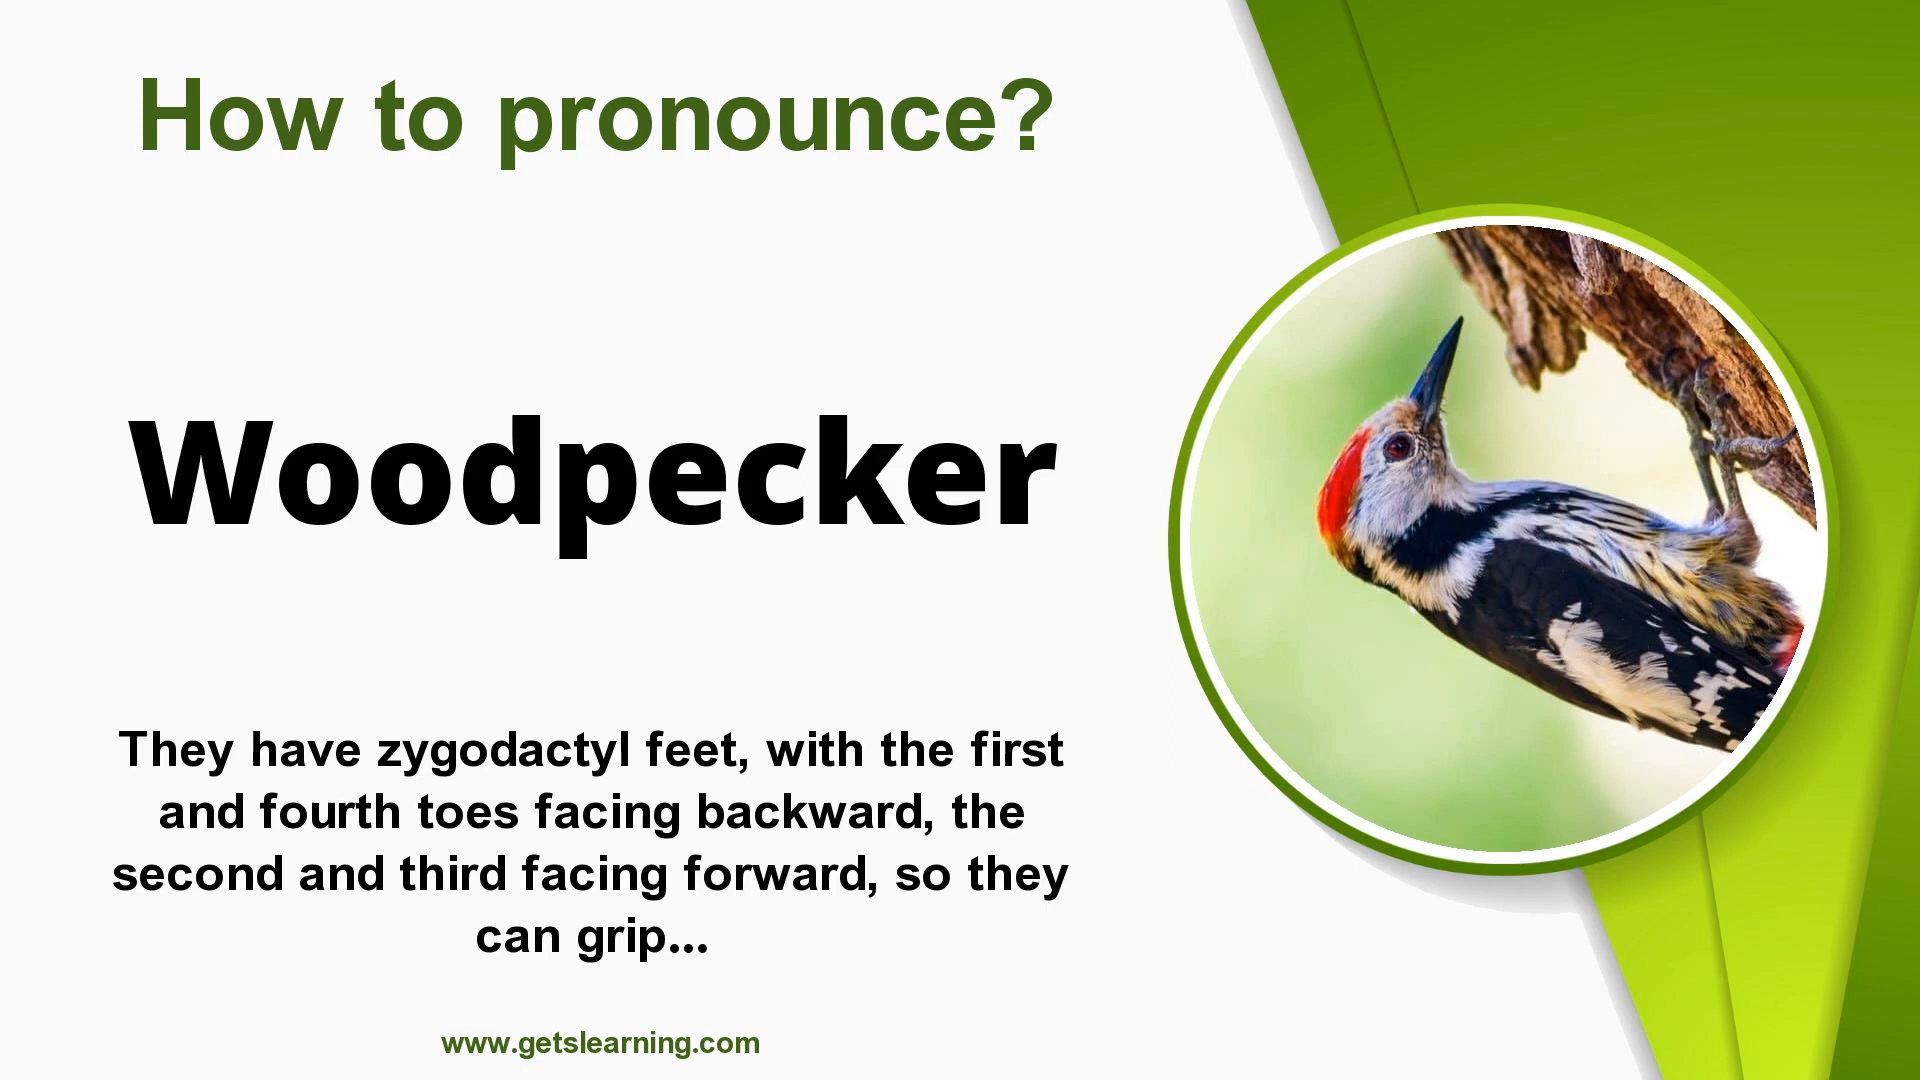 How to pronounce?
Woodpecker
They have zygodactyl feet, with the first
and fourth toes facing backward, the
second and third facing forward, so they
can grip...
www.getslearning.com